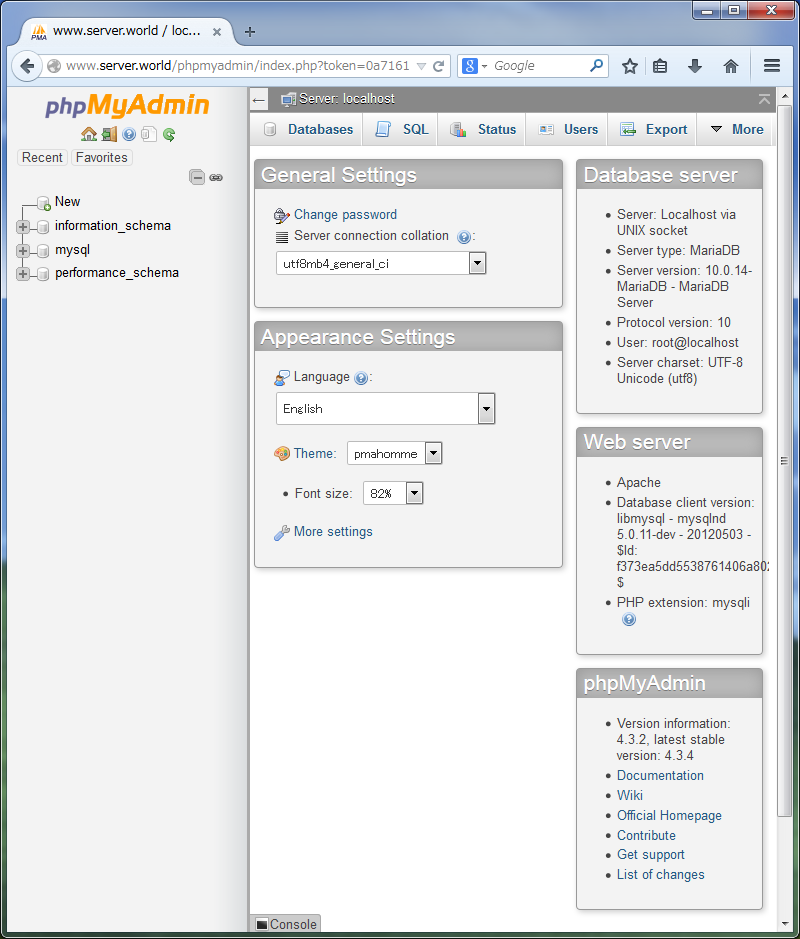 www.server.world / loc...
www.server.world/phpmyadmin/index.php?token=0a7161
Google
phpMyAdmin
Recent
Favorites
New
information_schema
mysql
performance_schema
Server: localhost
Databases
SQL
Status
Users
Export
More
General Settings
Change password
Server connection collation :
utf8mb4_general_ci
Appearance Settings
Language :
English
Theme: pmahomme
Font size: 82%
More settings
Database server
Server: Localhost via
UNIX socket
Server type: MariaDB
Server version: 10.0.14-
MariaDB - MariaDB
Server
Protocol version: 10
User: root@localhost
Server charset: UTF-8
Unicode (utf8)
Web server
Apache
Database client version:
libmysql - mysqlnd
5.0.11-dev - 20120503 -
$Id:
f373ea5dd5538761406a802
$
PHP extension: mysqli
phpMyAdmin
Version information:
4.3.2, latest stable
version: 4.3.4
Documentation
Wiki
Official Homepage
Contribute
Get support
List of changes
Console